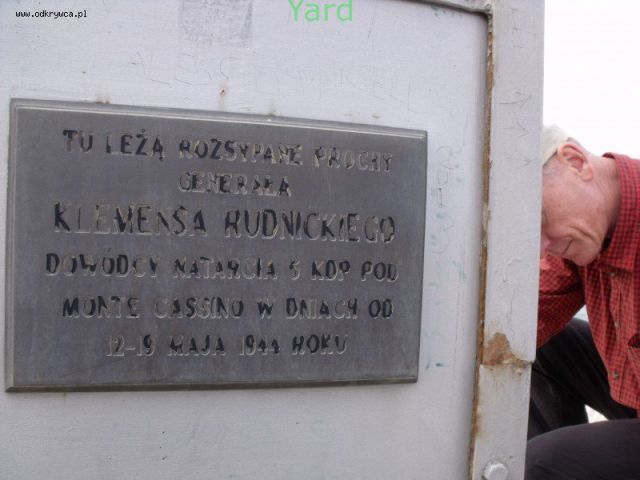 www.odkrywca.pl
Yard
TU LEŻĄ ROZSYPANE PROCHY
GENERAŁA
KLEMENSA RUDNICKIEGO
DOWÓDCY NATARCIA 5 KDP POD
MONTE CASSINO W DNIACH OD
12-19 MAJA 1944 ROKU